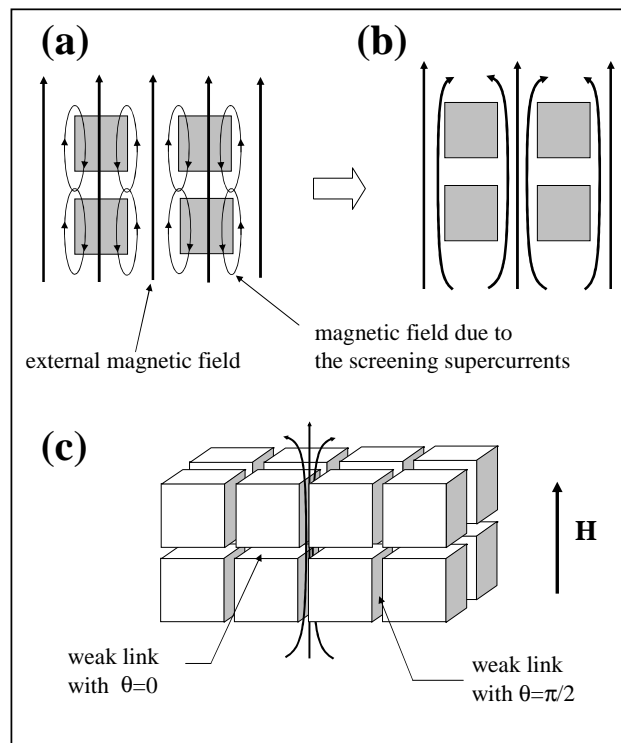 (a)
(b)
external magnetic field
magnetic field due to
the screening supercurrents
(c)
H
weak link
with θ=0
weak link
with θ=π/2